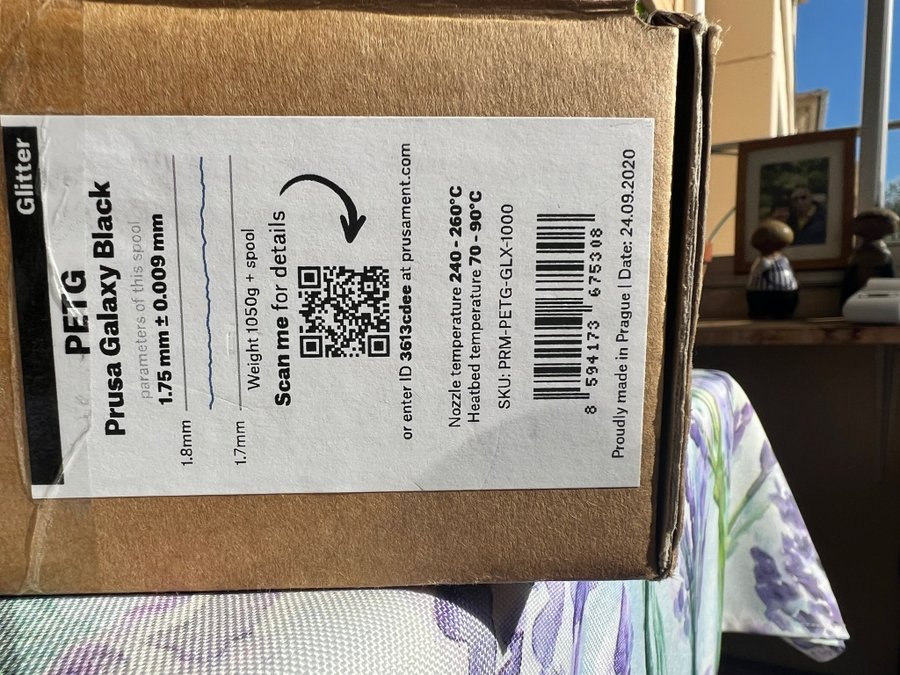 Glitter
PETG
Prusa Galaxy Black
parameters of this spool
1.75 mm ± 0.009 mm
1.8mm
1.7mm
Weight 1050g + spool
Scan me for details
or enter ID 3613cdee at prusament.com
Nozzle temperature 240 - 260°C
Heatbed temperature 70 - 90°C
SKU: PRM-PETG-GLX-1000
8 594173 675308
Proudly made in Prague | Date: 24.09.2020